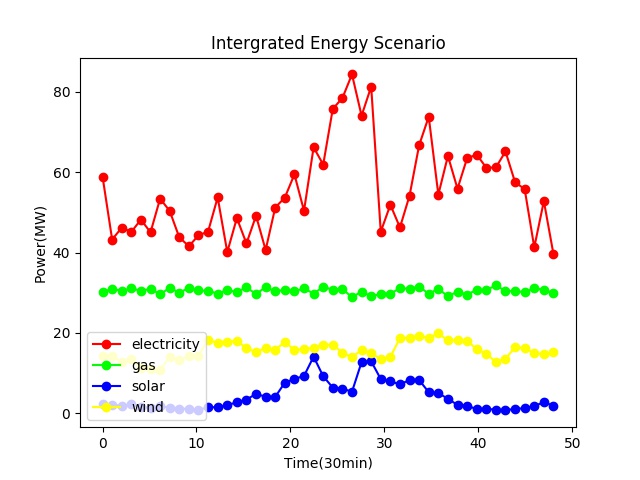 Intergrated Energy Scenario
Power(MW)
80
60
40
20
0
electricity
gas
solar
wind
0 10 20 30 40 50
Time(30min)